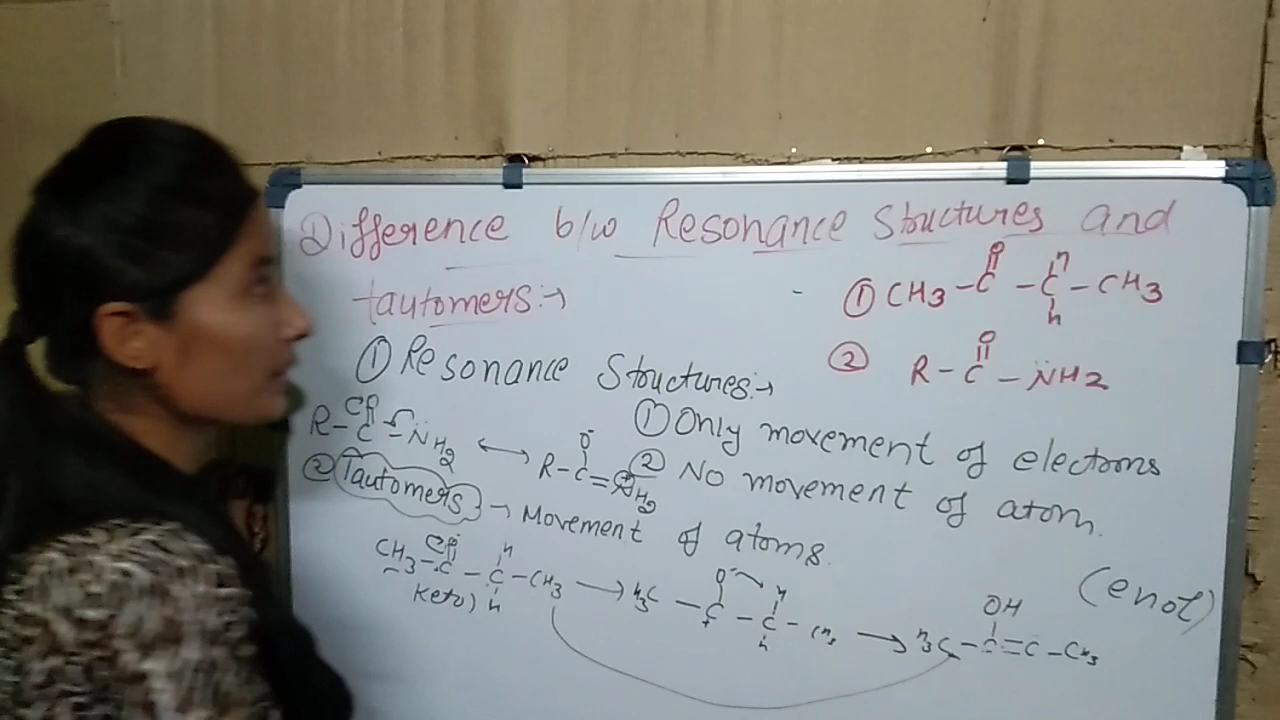 Difference b/w Resonance Structures and
tautomers:→
① CH3-C-C-CH3
O H
h
② R-C-NH2
O
① Resonance Structures:→
R-C-NH2 ↔ R-C=NH2
O O-
① Only movement of electrons
② No movement of atom.
② Tautomers → Movement of atoms.
CH3-C-C-CH3 → H3C-C-C-CH3 → H3C-C=C-CH3
O H O- H OH
h h
Keto)
(enol)